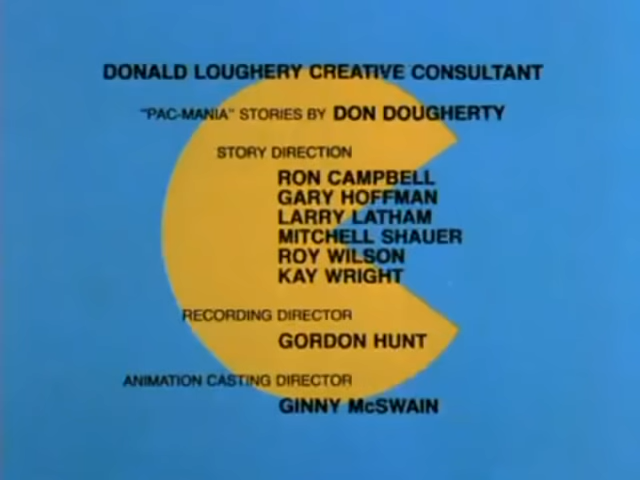 DONALD LOUGHERY CREATIVE CONSULTANT
"PAC-MANIA" STORIES BY DON DOUGHERTY
STORY DIRECTION
RON CAMPBELL
GARY HOFFMAN
LARRY LATHAM
MITCHELL SHAUER
ROY WILSON
KAY WRIGHT
RECORDING DIRECTOR
GORDON HUNT
ANIMATION CASTING DIRECTOR
GINNY McSWAIN